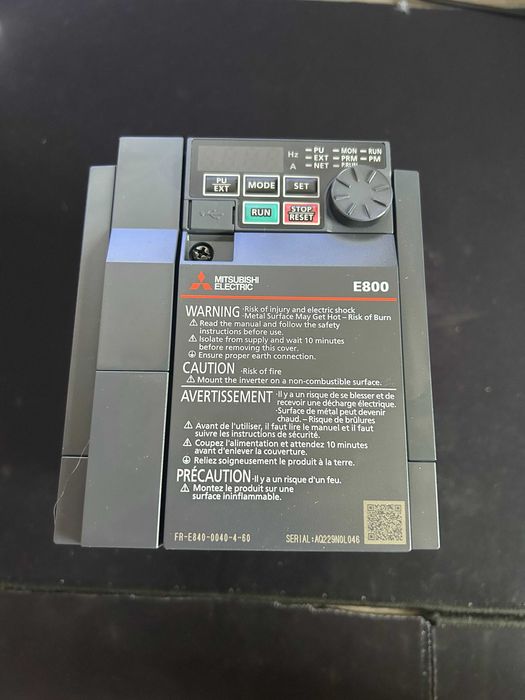 Hz
A
PU
EXT
NET
MON
PRM
P.RUN
RUN
PM
PU
EXT
MODE
SET
RUN
STOP
RESET
MITSUBISHI
ELECTRIC
E800
WARNING ·Risk of injury and electric shock
·Metal Surface May Get Hot – Risk of Burn
Read the manual and follow the safety
instructions before use.
Isolate from supply and wait 10 minutes
before removing this cover.
Ensure proper earth connection.
CAUTION ·Risk of fire
Mount the inverter on a non-combustible surface.
AVERTISSEMENT ·Il y a un risque de se blesser et de
recevoir une décharge électrique.
·Surface de métal peut devenir
chaud. – Risque de brûlures
Avant de l'utiliser, il faut lire le manuel et il faut
suivre les instructions de sécurité.
Coupez l'alimentation et attendez 10 minutes
avant d'enlever la couverture.
Reliez soigneusement le produit à la terre.
PRÉCAUTION ·Il y a un risque d'un feu.
Montez le produit sur une
surface ininflammable.
FR-E840-0040-4-60 SERIAL:AQ229N0L046